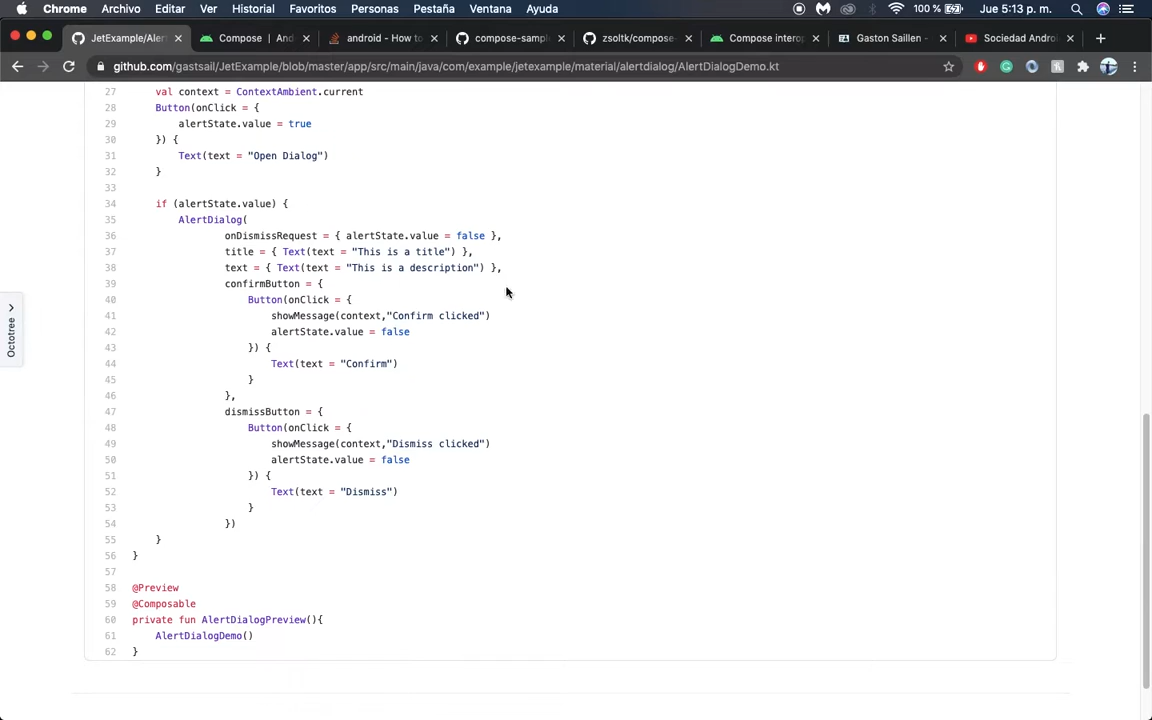 Chrome Archivo Editar Ver Historial Favoritos Personas Pestaña Ventana Ayuda 100 % Jue 5:13 p. m.
JetExample/Aler Compose | And android - How to compose-samp zsoltk/compose- Compose interop Gaston Saillen - Sociedad Andro
github.com/gastsail/JetExample/blob/master/app/src/main/java/com/example/jetexample/material/alertdialog/AlertDialogDemo.kt
27 val context = ContextAmbient.current
28 Button(onClick = {
29 alertState.value = true
30 }) {
31 Text(text = "Open Dialog")
32 }
33
34 if (alertState.value) {
35 AlertDialog(
36 onDismissRequest = { alertState.value = false },
37 title = { Text(text = "This is a title") },
38 text = { Text(text = "This is a description") },
39 confirmButton = {
40 Button(onClick = {
41 showMessage(context,"Confirm clicked")
42 alertState.value = false
43 }) {
44 Text(text = "Confirm")
45 }
46 },
47 dismissButton = {
48 Button(onClick = {
49 showMessage(context,"Dismiss clicked")
50 alertState.value = false
51 }) {
52 Text(text = "Dismiss")
53 }
54 })
55 }
56 }
57
58 @Preview
59 @Composable
60 private fun AlertDialogPreview(){
61 AlertDialogDemo()
62 }
Octotree